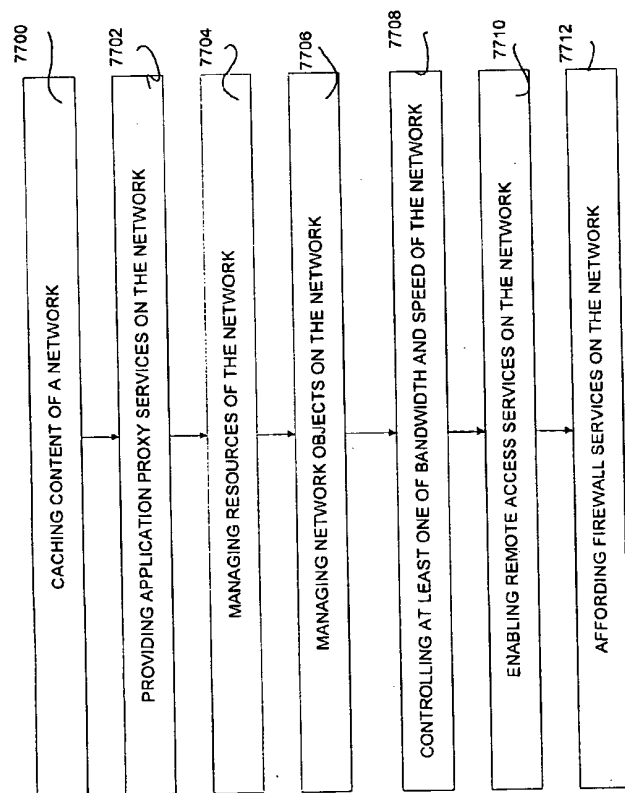 7700
CACHING CONTENT OF A NETWORK
7702
PROVIDING APPLICATION PROXY SERVICES ON THE NETWORK
7704
MANAGING RESOURCES OF THE NETWORK
7706
MANAGING NETWORK OBJECTS ON THE NETWORK
7708
CONTROLLING AT LEAST ONE OF BANDWIDTH AND SPEED OF THE NETWORK
7710
ENABLING REMOTE ACCESS SERVICES ON THE NETWORK
7712
AFFORDING FIREWALL SERVICES ON THE NETWORK